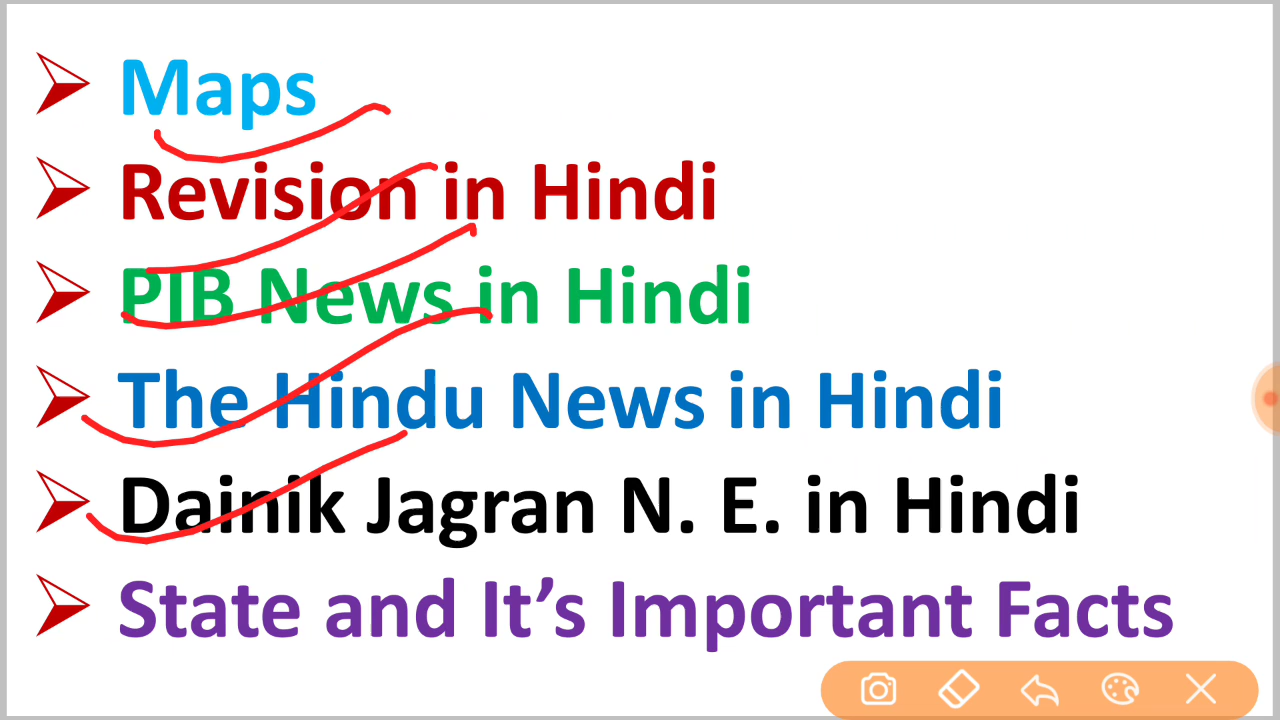 Maps
Revision in Hindi
PIB News in Hindi
The Hindu News in Hindi
Dainik Jagran N. E. in Hindi
State and It’s Important Facts